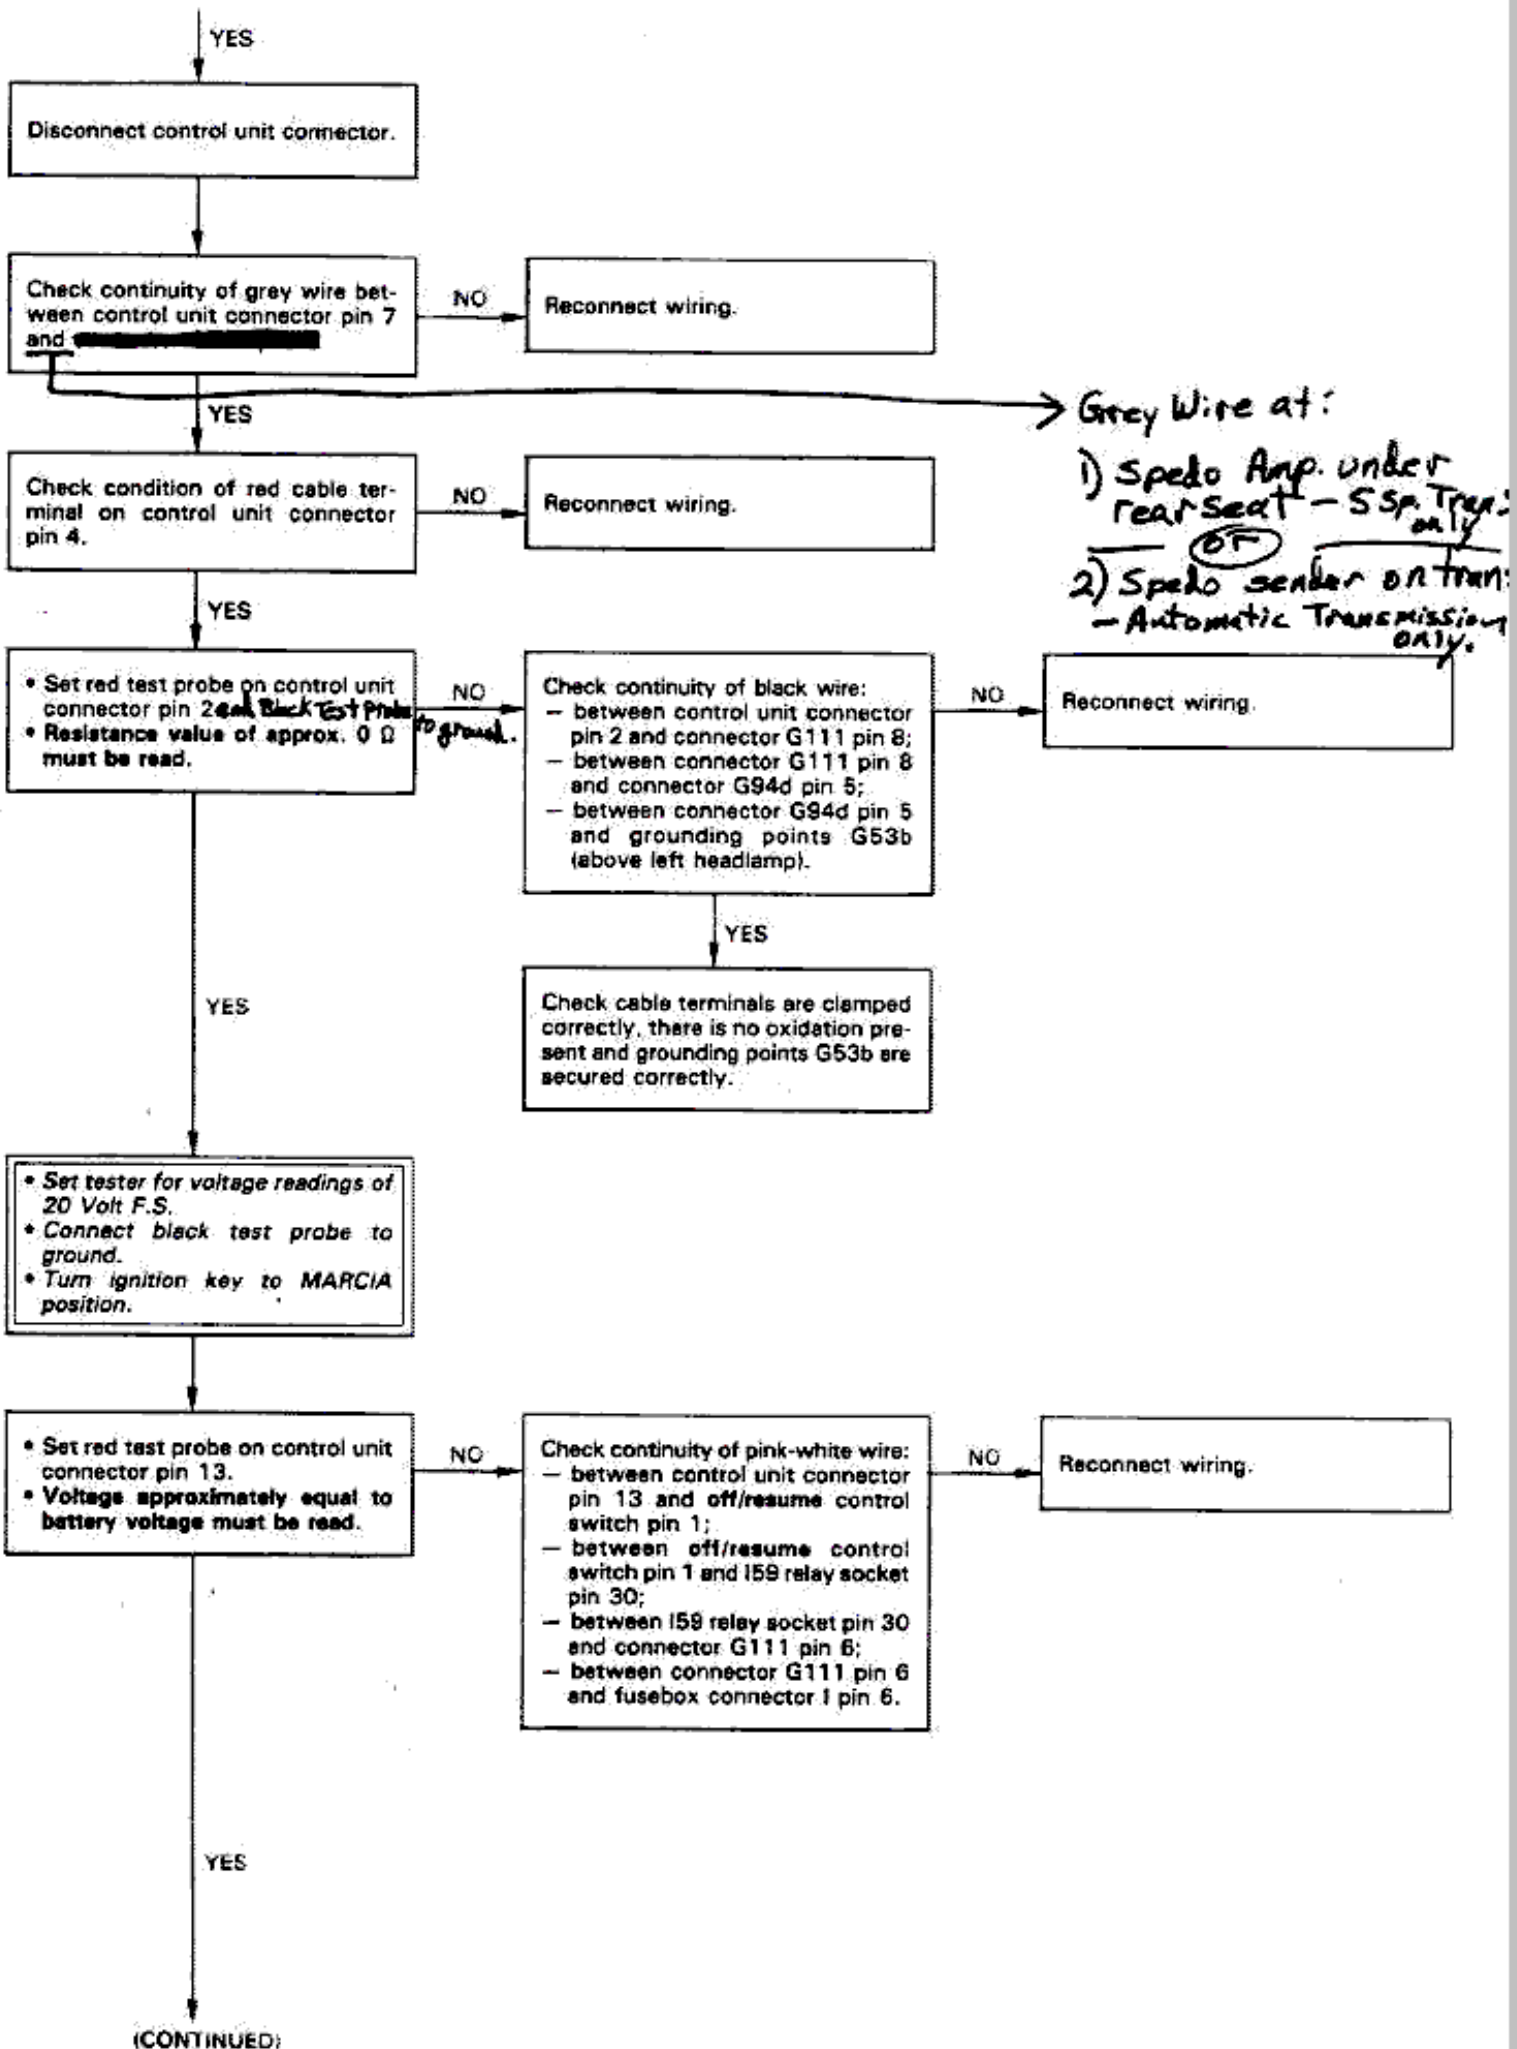 YES
Disconnect control unit connector.
Check continuity of grey wire bet-
ween control unit connector pin 7
and
NO
Reconnect wiring.
YES
Grey Wire at:
1) Spedo Amp. under
rear seat - 5 Sp. Trans
only
or
2) Spedo sender on tran
- Automatic Transmission
only.
Check condition of red cable ter-
minal on control unit connector
pin 4.
NO
Reconnect wiring.
YES
• Set red test probe on control unit
connector pin 2 and Black Test Probe
to ground.
• Resistance value of approx. 0 Ω
must be read.
NO
Check continuity of black wire:
— between control unit connector
pin 2 and connector G111 pin 8;
— between connector G111 pin 8
and connector G94d pin 5;
— between connector G94d pin 5
and grounding points G53b
(above left headlamp).
NO
Reconnect wiring.
YES
Check cable terminals are clamped
correctly, there is no oxidation pre-
sent and grounding points G53b are
secured correctly.
YES
• Set tester for voltage readings of
20 Volt F.S.
• Connect black test probe to
ground.
• Turn ignition key to MARCIA
position.
• Set red test probe on control unit
connector pin 13.
• Voltage approximately equal to
battery voltage must be read.
NO
Check continuity of pink-white wire:
— between control unit connector
pin 13 and off/resume control
switch pin 1;
— between off/resume control
switch pin 1 and I59 relay socket
pin 30;
— between I59 relay socket pin 30
and connector G111 pin 6;
— between connector G111 pin 6
and fusebox connector I pin 6.
NO
Reconnect wiring.
YES
(CONTINUED)